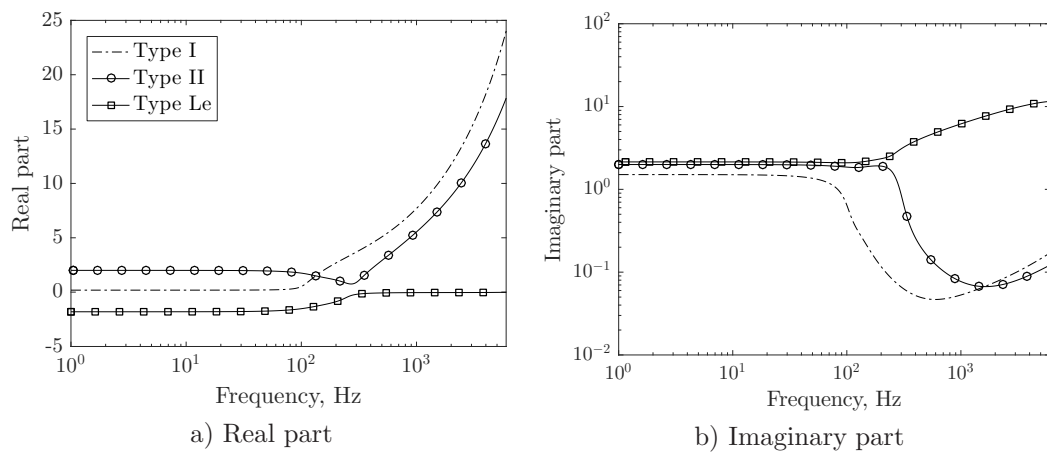 25
20
15
10
5
0
-5
Real part
Type I
Type II
Type Le
10^0
10^1
10^2
10^3
Frequency, Hz
a) Real part
10^2
10^1
10^0
10^-1
10^-2
Imaginary part
10^0
10^1
10^2
10^3
Frequency, Hz
b) Imaginary part